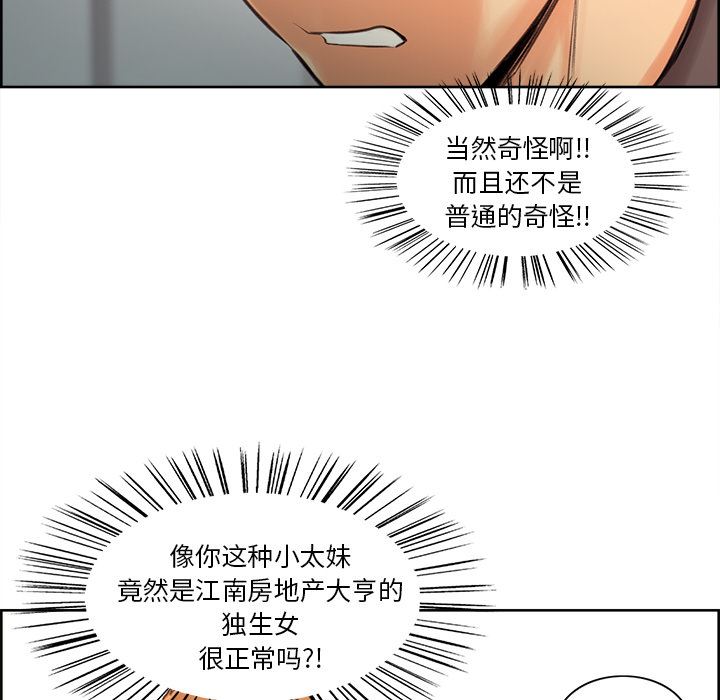 当然奇怪啊!!
而且还不是
普通的奇怪!!
像你这种小太妹
竟然是江南房地产大亨的
独生女
很正常吗?!